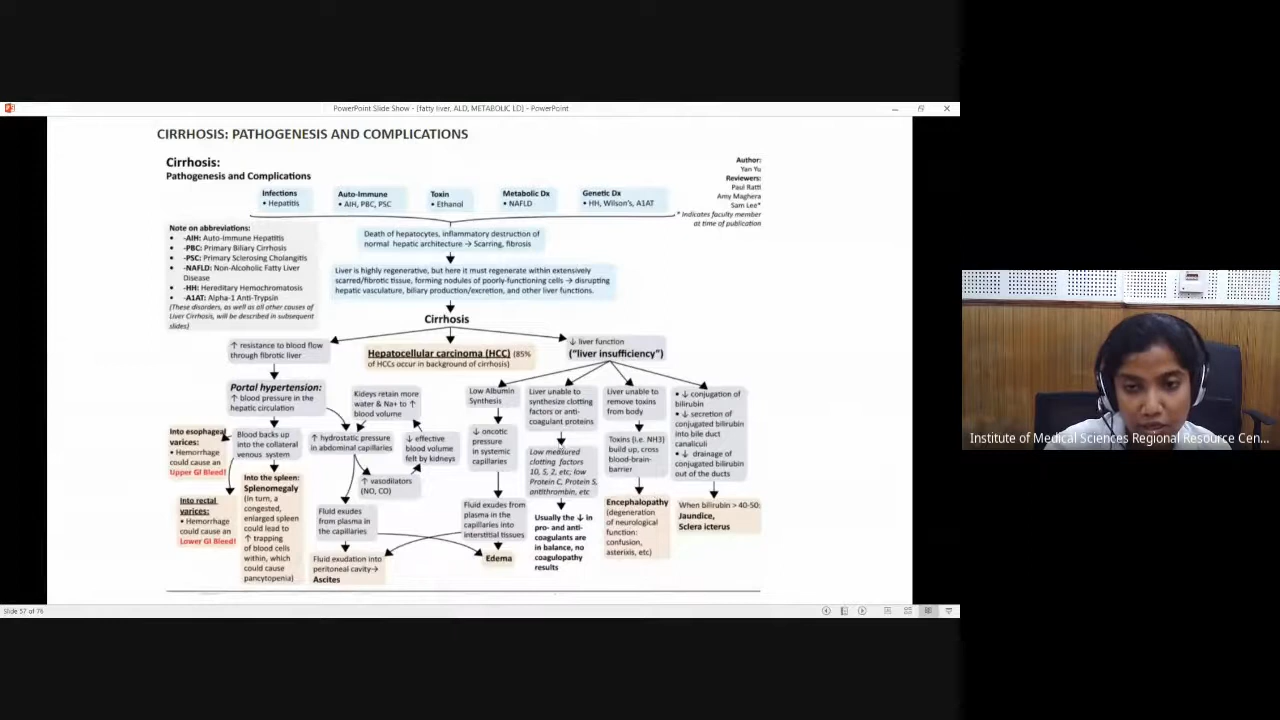 PowerPoint Slide Show - [fatty liver, ALD, METABOLIC LD] - PowerPoint
CIRRHOSIS: PATHOGENESIS AND COMPLICATIONS
Cirrhosis:
Pathogenesis and Complications
Author:
Yan Yu
Reviewers:
Paul Ratti
Amy Maghera
Sam Lee*
* Indicates faculty member
at time of publication
Infections
• Hepatitis
Auto-Immune
• AIH, PBC, PSC
Toxin
• Ethanol
Metabolic Dx
• NAFLD
Genetic Dx
• HH, Wilson's, A1AT
Note on abbreviations:
• -AIH: Auto-Immune Hepatitis
• -PBC: Primary Biliary Cirrhosis
• -PSC: Primary Sclerosing Cholangitis
• -NAFLD: Non-Alcoholic Fatty Liver
Disease
• -HH: Hereditary Hemochromatosis
• -A1AT: Alpha-1 Anti-Trypsin
(These disorders, as well as all other causes of
Liver Cirrhosis, will be described in subsequent
slides)
Death of hepatocytes, inflammatory destruction of
normal hepatic architecture → Scarring, fibrosis
Liver is highly regenerative, but here it must regenerate within extensively
scarred/fibrotic tissue, forming nodules of poorly-functioning cells → disrupting
hepatic vasculature, biliary production/excretion, and other liver functions.
Cirrhosis
↑ resistance to blood flow
through fibrotic liver
Hepatocellular carcinoma (HCC) (85%
of HCCs occur in background of cirrhosis)
↓ liver function
("liver insufficiency")
Portal hypertension:
↑ blood pressure in the
hepatic circulation
Kideys retain more
water & Na+ to ↑
blood volume
Low Albumin
Synthesis
Liver unable to
synthesize clotting
factors or anti-
coagulant proteins
Liver unable to
remove toxins
from body
• ↓ conjugation of
bilirubin
• ↓ secretion of
conjugated bilirubin
into bile duct
canaliculi
• ↓ drainage of
conjugated bilirubin
out of the ducts
Into esophageal
varices:
• Hemorrhage
could cause an
Upper GI Bleed!
Blood backs up
into the collateral
venous system
↑ hydrostatic pressure
in abdominal capillaries
↓ effective
blood volume
felt by kidneys
↓ oncotic
pressure
in systemic
capillaries
Low measured
clotting factors
10, 5, 2, etc; low
Protein C, Protein S,
antithrombin, etc
Toxins (i.e. NH3)
build up, cross
blood-brain-
barrier
Into rectal
varices:
• Hemorrhage
could cause an
Lower GI Bleed!
Into the spleen:
Splenomegaly
(in turn, a
congested,
enlarged spleen
could lead to
↑ trapping
of blood cells
within, which
could cause
pancytopenia)
↑ vasodilators
(NO, CO)
Fluid exudes
from plasma in
the capillaries
Fluid exudes from
plasma in the
capillaries into
interstitial tissues
Usually the ↓ in
pro- and anti-
coagulants are
in balance, no
coagulopathy
results
Encephalopathy
(degeneration
of neurological
function:
confusion,
asterixis, etc)
When bilirubin > 40-50:
Jaundice,
Sclera icterus
Fluid exudation into
peritoneal cavity→
Ascites
Edema
Slide 57 of 76
Institute of Medical Sciences Regional Resource Cen...